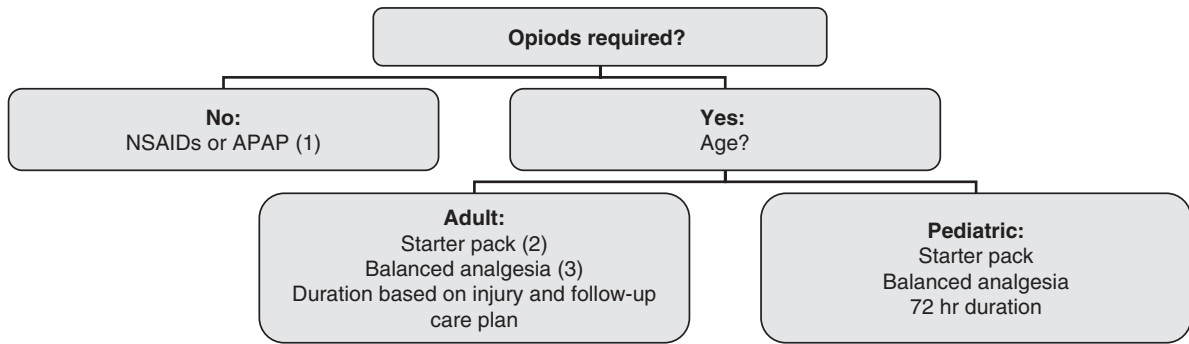 Opiods required?
No:
NSAIDs or APAP (1)
Yes:
Age?
Adult:
Starter pack (2)
Balanced analgesia (3)
Duration based on injury and follow-up
care plan
Pediatric:
Starter pack
Balanced analgesia
72 hr duration